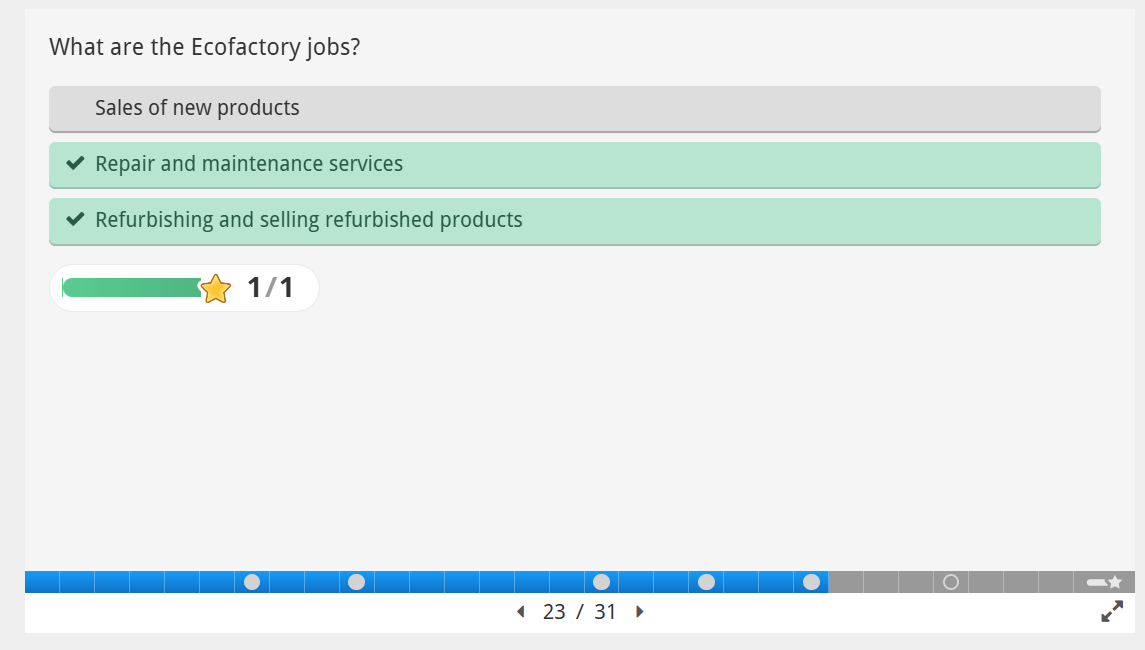 What are the Ecofactory jobs?
Sales of new products
Repair and maintenance services
Refurbishing and selling refurbished products
1/1
23 / 31